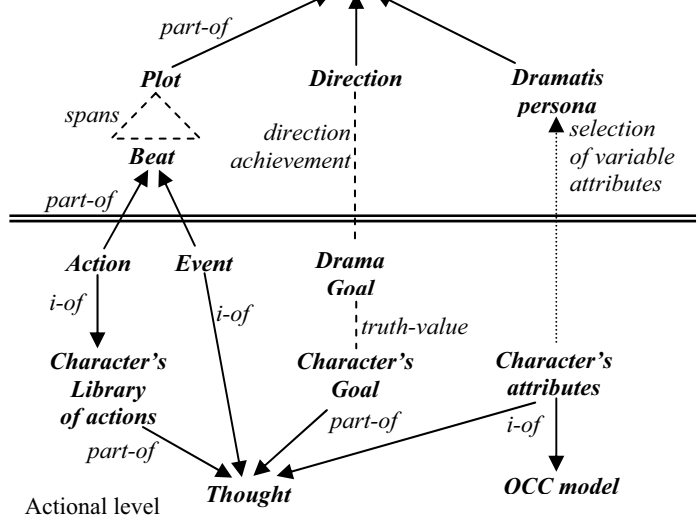 part-of
Plot
Direction
Dramatis
persona
spans
direction
achievement
selection
of variable
attributes
Beat
part-of
Action
Event
Drama
Goal
i-of
i-of
truth-value
Character's
Library
of actions
Character's
Goal
Character's
attributes
part-of
part-of
i-of
Thought
OCC model
Actional level